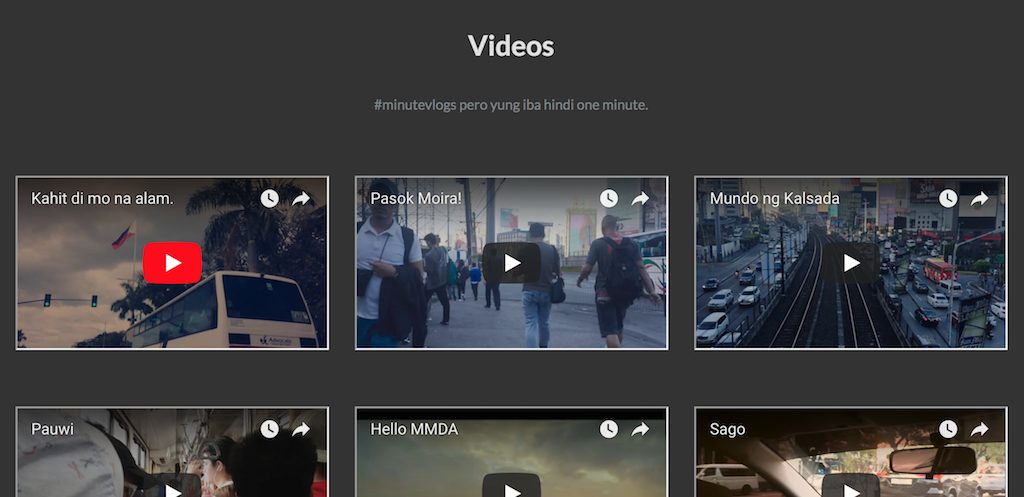 Videos
#minutevlogs pero yung iba hindi one minute.
Kahit di mo na alam.
Pasok Moira!
Mundo ng Kalsada
Pauwi
Hello MMDA
Sago